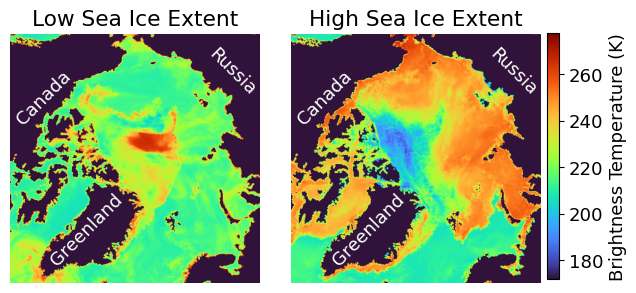 Low Sea Ice Extent
High Sea Ice Extent
Canada
Russia
Greenland
Canada
Russia
Greenland
260
240
220
200
180
Brightness Temperature (K)